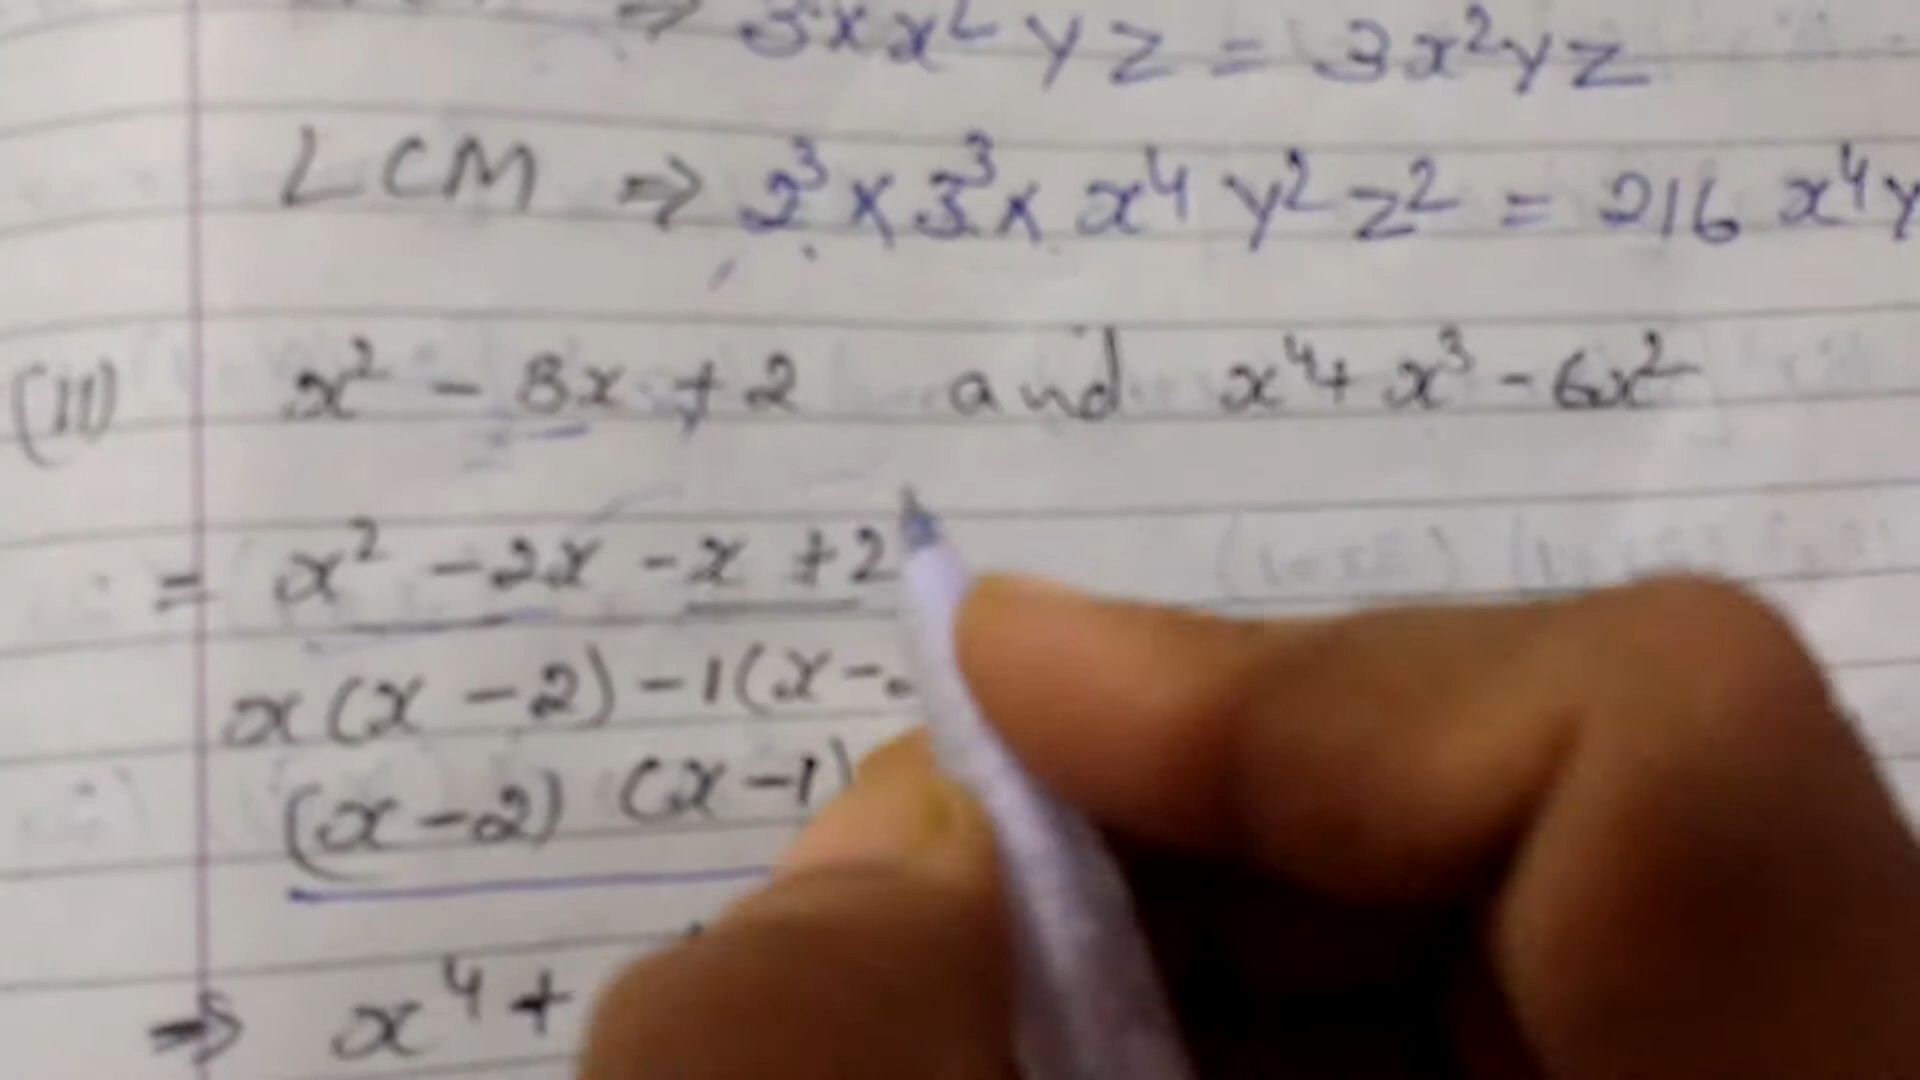 ⇒ 3 x x² y z = 3x²yz
LCM ⇒ 2³ × 3³ × x⁴ y² z² = 216 x⁴y
(II) x² - 3x + 2 and x⁴ + x³ - 6x²
= x² - 2x - x + 2
x(x - 2) - 1(x -
(x - 2) (x - 1)
⇒ x⁴ +